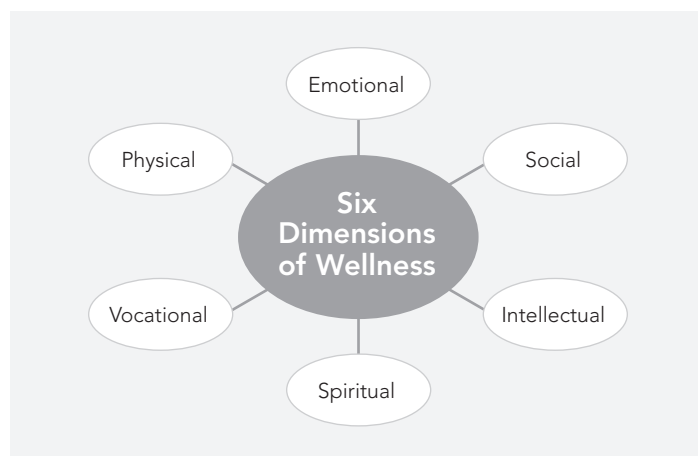 Emotional
Physical
Social
Six
Dimensions
of Wellness
Vocational
Intellectual
Spiritual